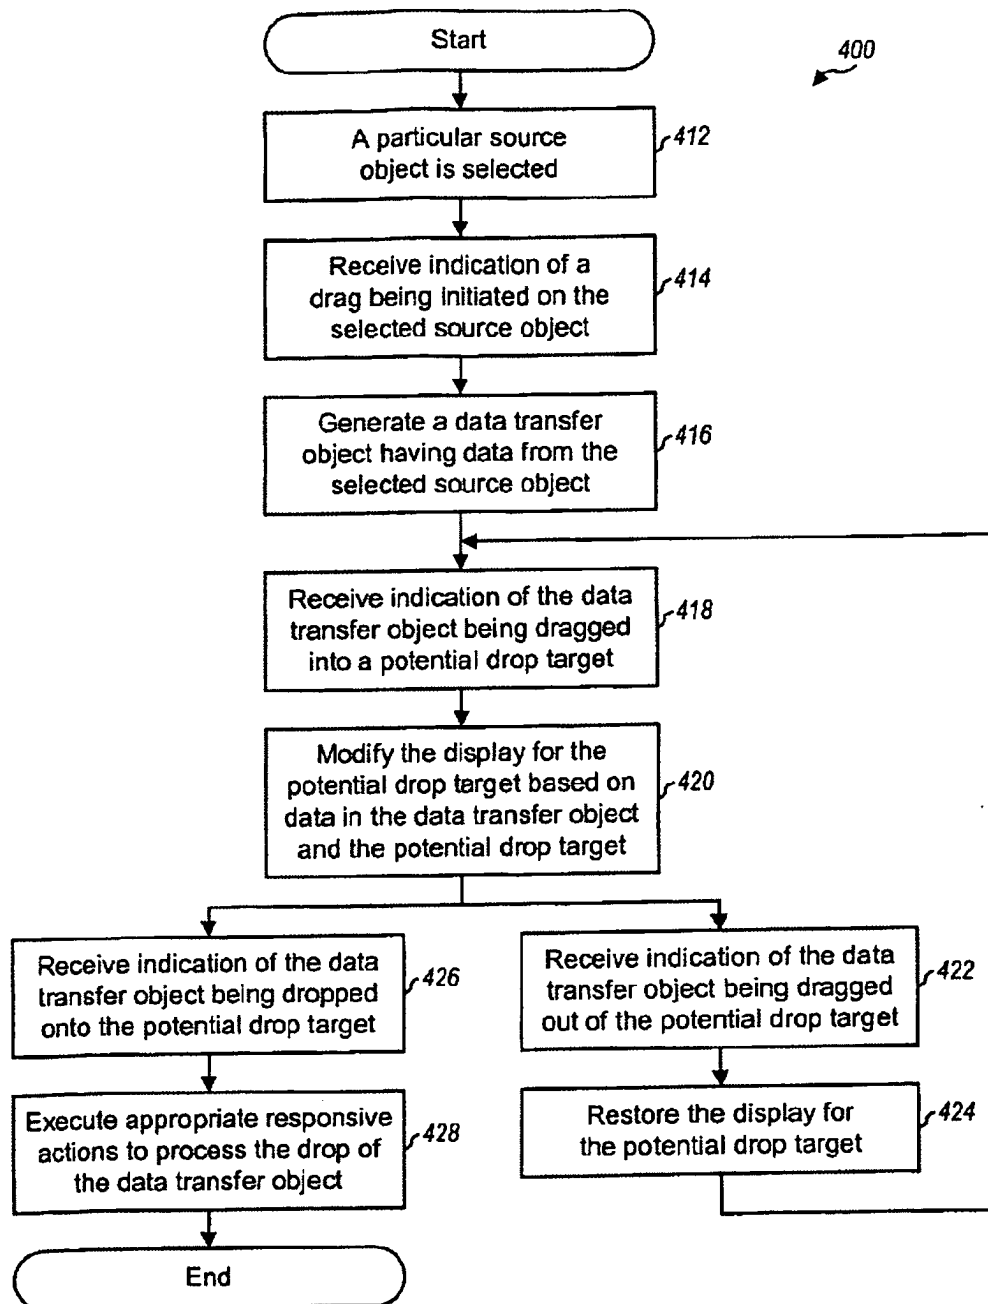 Start
400
A particular source
object is selected
412
Receive indication of a
drag being initiated on the
selected source object
414
Generate a data transfer
object having data from the
selected source object
416
Receive indication of the data
transfer object being dragged
into a potential drop target
418
Modify the display for the
potential drop target based on
data in the data transfer object
and the potential drop target
420
Receive indication of the data
transfer object being dropped
onto the potential drop target
426
Receive indication of the data
transfer object being dragged
out of the potential drop target
422
Execute appropriate responsive
actions to process the drop of
the data transfer object
428
Restore the display for
the potential drop target
424
End